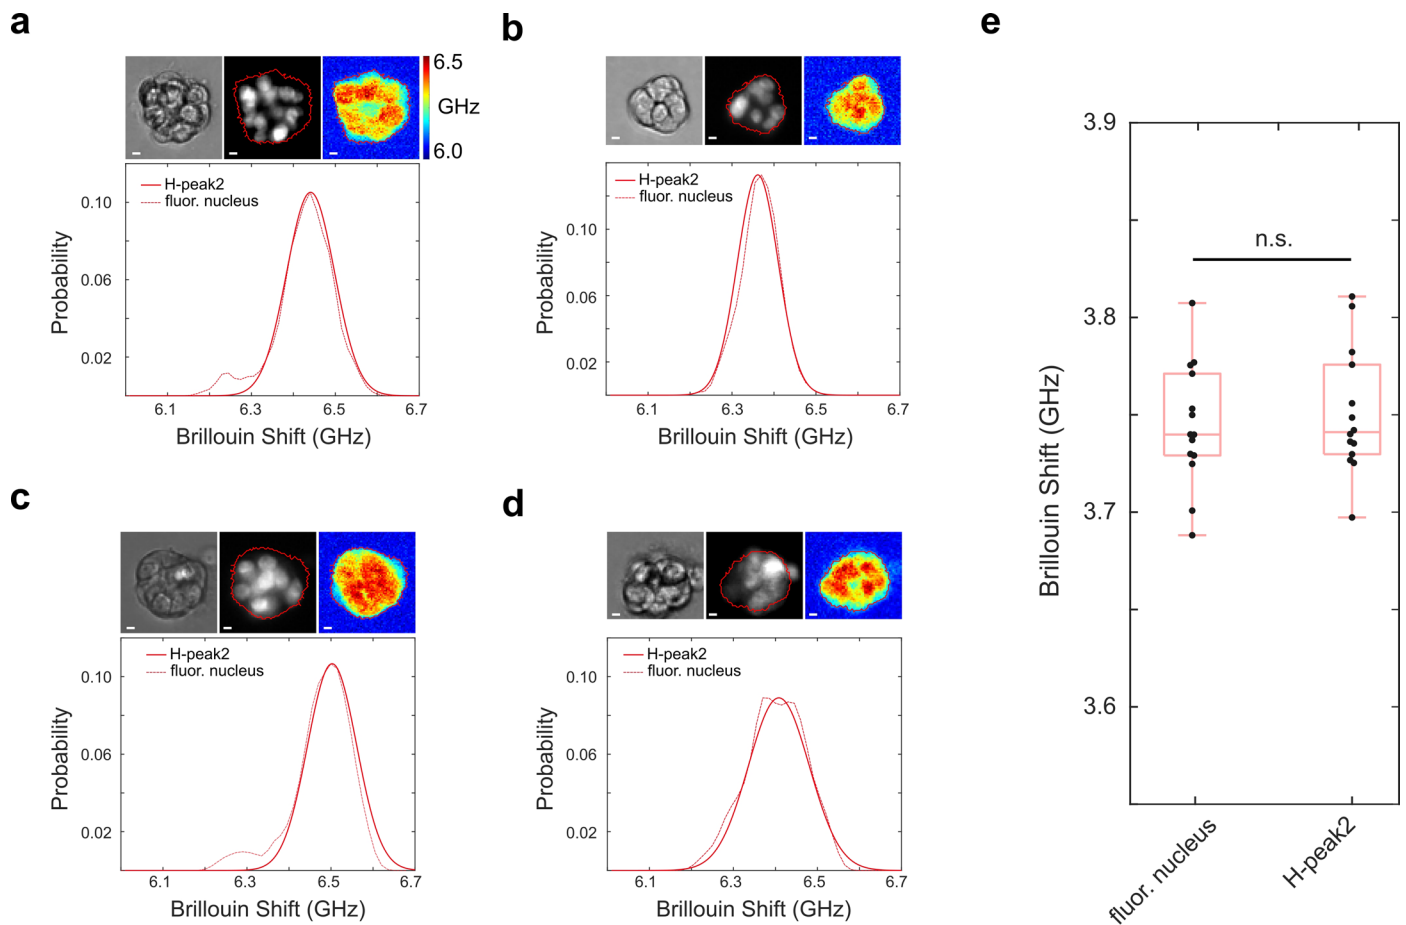 a
6.5
GHz
6.0
H-peak2
fluor. nucleus
0.10
0.06
0.02
Probability
6.1
6.3
6.5
6.7
Brillouin Shift (GHz)
b
H-peak2
fluor. nucleus
0.10
0.06
0.02
Probability
6.1
6.3
6.5
6.7
Brillouin Shift (GHz)
c
H-peak2
fluor. nucleus
0.10
0.06
0.02
Probability
6.1
6.3
6.5
6.7
Brillouin Shift (GHz)
d
H-peak2
fluor. nucleus
0.10
0.06
0.02
Probability
6.1
6.3
6.5
6.7
Brillouin Shift (GHz)
e
3.9
n.s.
3.8
3.7
3.6
Brillouin Shift (GHz)
fluor. nucleus
H-peak2